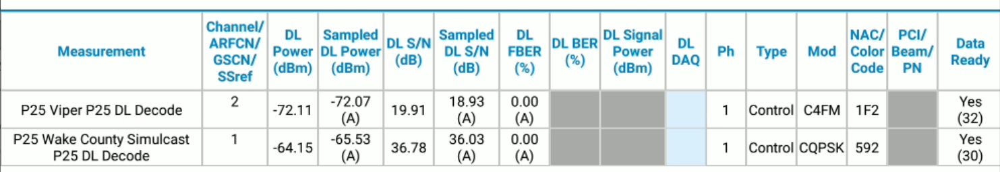 Measurement
Channel/
ARFCN/
GSCN/
SSref
DL
Power
(dBm)
Sampled
DL Power
(dBm)
DL S/N
(dB)
Sampled
DL S/N
(dB)
DL
FBER
(%)
DL BER
(%)
DL Signal
Power
(dBm)
DL
DAQ
Ph
Type
Mod
NAC/
Color
Code
PCI/
Beam/
PN
Data
Ready
P25 Viper P25 DL Decode
2
-72.11
-72.07
(A)
19.91
18.93
(A)
0.00
(A)
1
Control
C4FM
1F2
Yes
(32)
P25 Wake County Simulcast
P25 DL Decode
1
-64.15
-65.53
(A)
36.78
36.03
(A)
0.00
(A)
1
Control
CQPSK
592
Yes
(30)